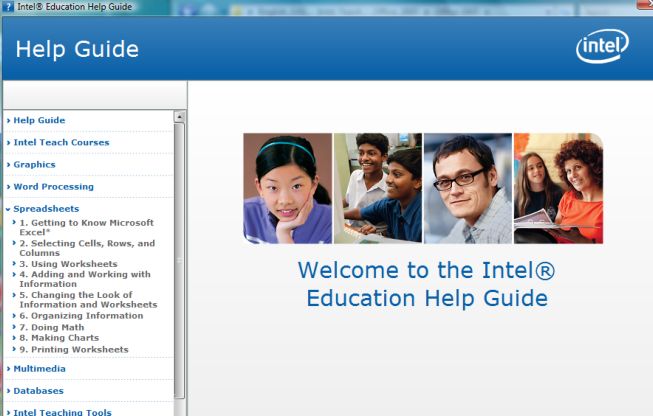 Intel® Education Help Guide
Help Guide
intel
Help Guide
Intel Teach Courses
Graphics
Word Processing
Spreadsheets
1. Getting to Know Microsoft
Excel*
2. Selecting Cells, Rows, and
Columns
3. Using Worksheets
4. Adding and Working with
Information
5. Changing the Look of
Information and Worksheets
6. Organizing Information
7. Doing Math
8. Making Charts
9. Printing Worksheets
Multimedia
Databases
Intel Teaching Tools
Welcome to the Intel®
Education Help Guide